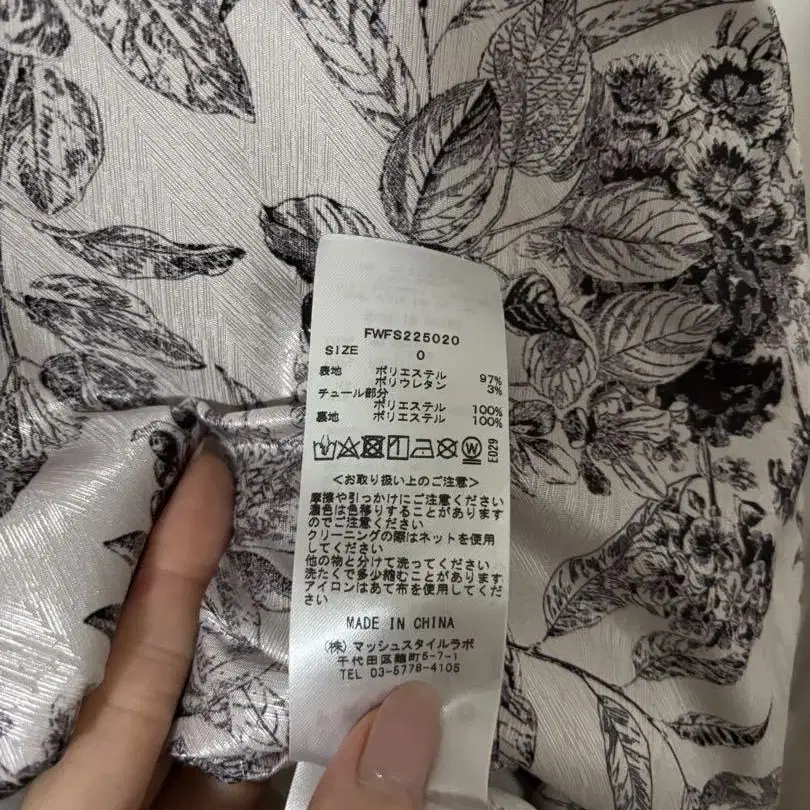 FWFS225020
SIZE 0
表地 ポリエステル 97%
ポリウレタン 3%
チュール部分
ポリエステル 100%
裏地 ポリエステル 100%
W E029
<お取り扱い上のご注意>
摩擦や引っかけにご注意ください
濃色は色移りすることがあります
のでご注意ください
クリーニングの際はネットを使用
してください
他の物と分けて洗ってください
洗たくで多少縮むことがあります
アイロンはあて布を使用してくだ
さい
MADE IN CHINA
(株) マッシュスタイルラボ
千代田区麹町5-7-1
TEL 03-5778-4105